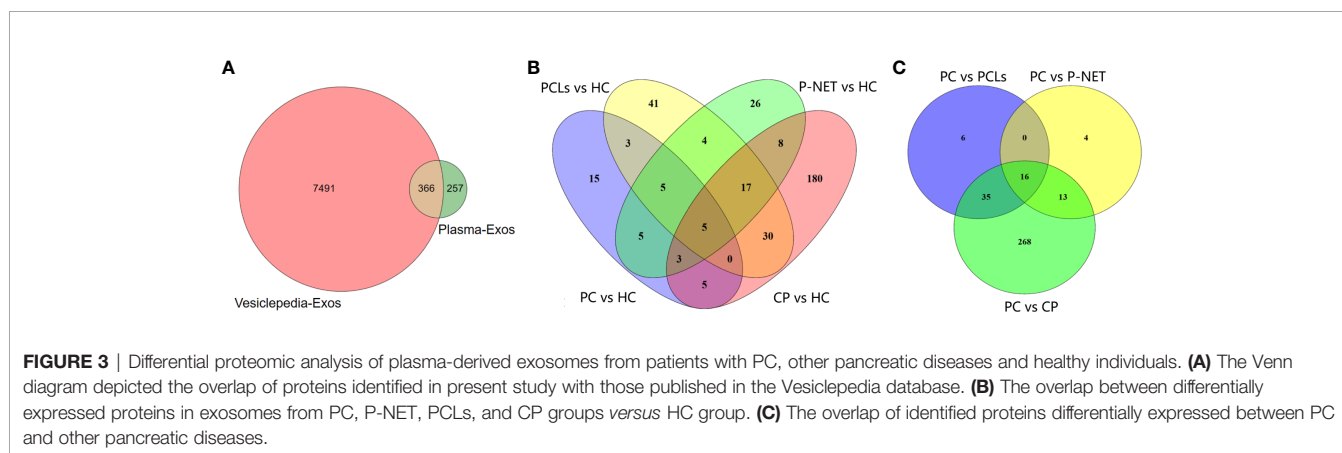 A
7491
366
257
Plasma-Exos
Vesiclepedia-Exos
B
PCLs vs HC
P-NET vs HC
41
26
3
4
8
15
5
17
180
5
5
30
3
0
5
PC vs HC
CP vs HC
C
PC vs PCLs
PC vs P-NET
6
0
4
16
35
13
268
PC vs CP
FIGURE 3 | Differential proteomic analysis of plasma-derived exosomes from patients with PC, other pancreatic diseases and healthy individuals. (A) The Venn
diagram depicted the overlap of proteins identified in present study with those published in the Vesiclepedia database. (B) The overlap between differentially
expressed proteins in exosomes from PC, P-NET, PCLs, and CP groups versus HC group. (C) The overlap of identified proteins differentially expressed between PC
and other pancreatic diseases.